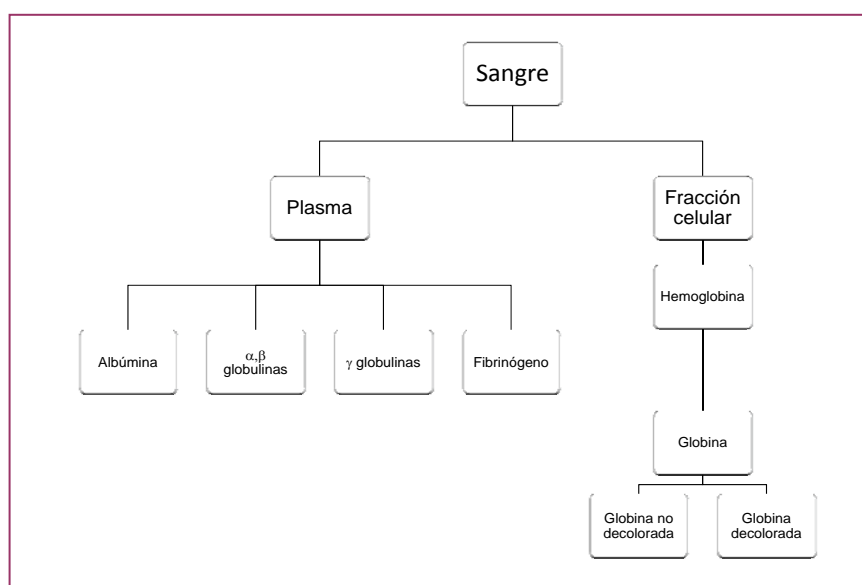 Sangre
Plasma
Fracción
celular
Hemoglobina
Albúmina
α,β
globulinas
γ globulinas
Fibrinógeno
Globina
Globina no
decolorada
Globina
decolorada